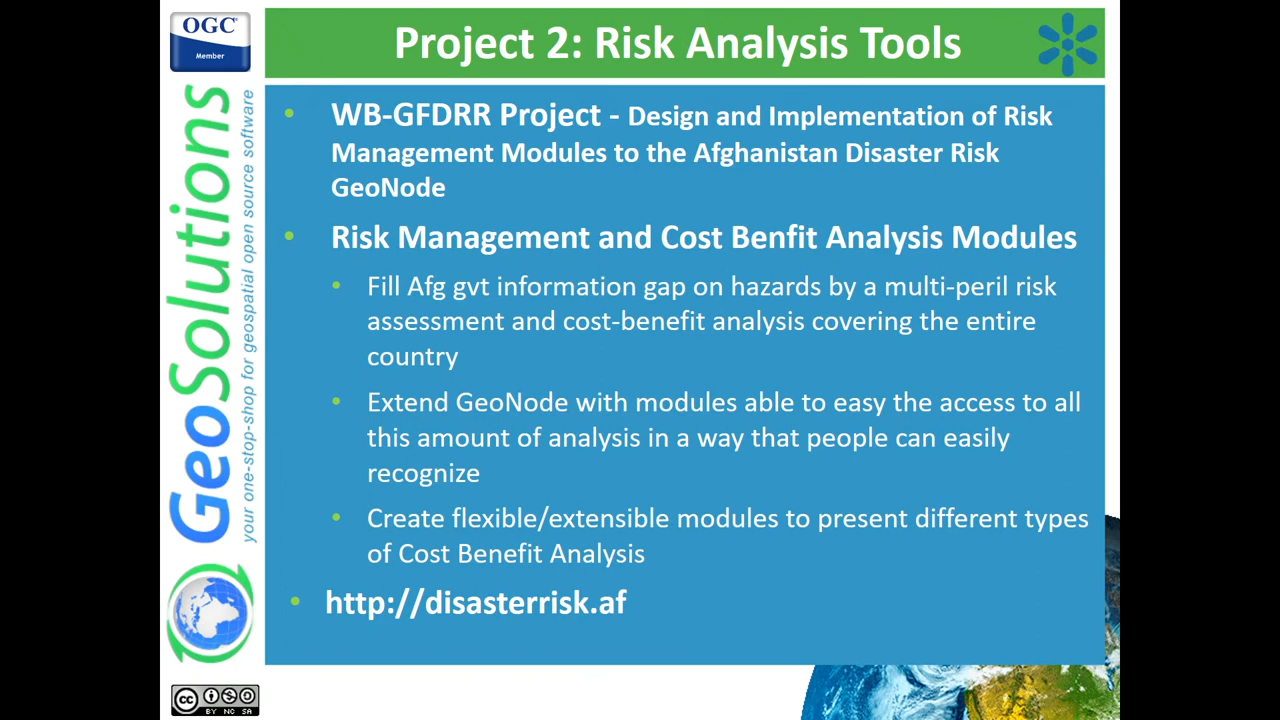 OGC
Member
Project 2: Risk Analysis Tools
GeoSolutions
your one-stop-shop for geospatial open source software
• WB-GFDRR Project - Design and Implementation of Risk
Management Modules to the Afghanistan Disaster Risk
GeoNode
• Risk Management and Cost Benfit Analysis Modules
• Fill Afg gvt information gap on hazards by a multi-peril risk
assessment and cost-benefit analysis covering the entire
country
• Extend GeoNode with modules able to easy the access to all
this amount of analysis in a way that people can easily
recognize
• Create flexible/extensible modules to present different types
of Cost Benefit Analysis
• http://disasterrisk.af
cc
BY NC SA